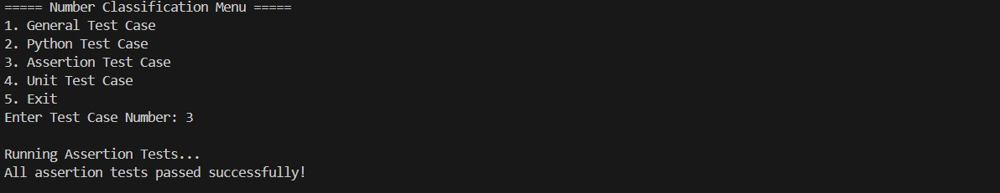 ===== Number Classification Menu =====
1. General Test Case
2. Python Test Case
3. Assertion Test Case
4. Unit Test Case
5. Exit
Enter Test Case Number: 3
Running Assertion Tests...
All assertion tests passed successfully!